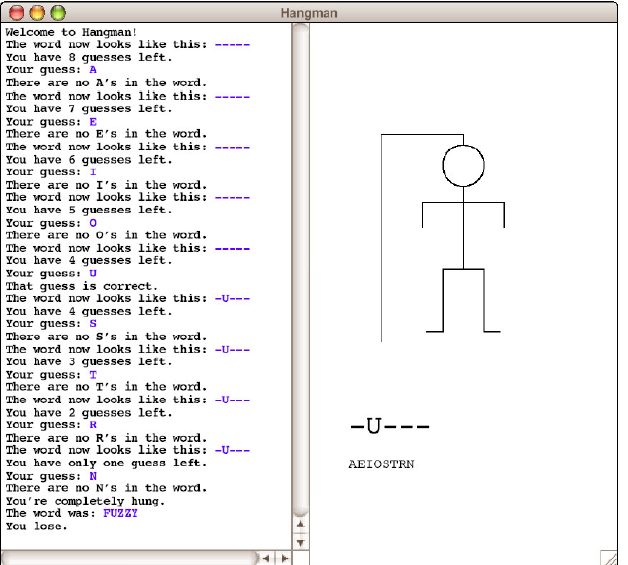 Hangman
Welcome to Hangman!
The word now looks like this: -----
You have 8 guesses left.
Your guess: A
There are no A's in the word.
The word now looks like this: -----
You have 7 guesses left.
Your guess: E
There are no E's in the word.
The word now looks like this: -----
You have 6 guesses left.
Your guess: I
There are no I's in the word.
The word now looks like this: -----
You have 5 guesses left.
Your guess: O
There are no O's in the word.
The word now looks like this: -----
You have 4 guesses left.
Your guess: U
That guess is correct.
The word now looks like this: -U---
You have 4 guesses left.
Your guess: S
There are no S's in the word.
The word now looks like this: -U---
You have 3 guesses left.
Your guess: T
There are no T's in the word.
The word now looks like this: -U---
You have 2 guesses left.
Your guess: R
There are no R's in the word.
The word now looks like this: -U---
You have only one guess left.
Your guess: N
There are no N's in the word.
You're completely hung.
The word was: FUZZY
You lose.
-U---
AEIOSTRN